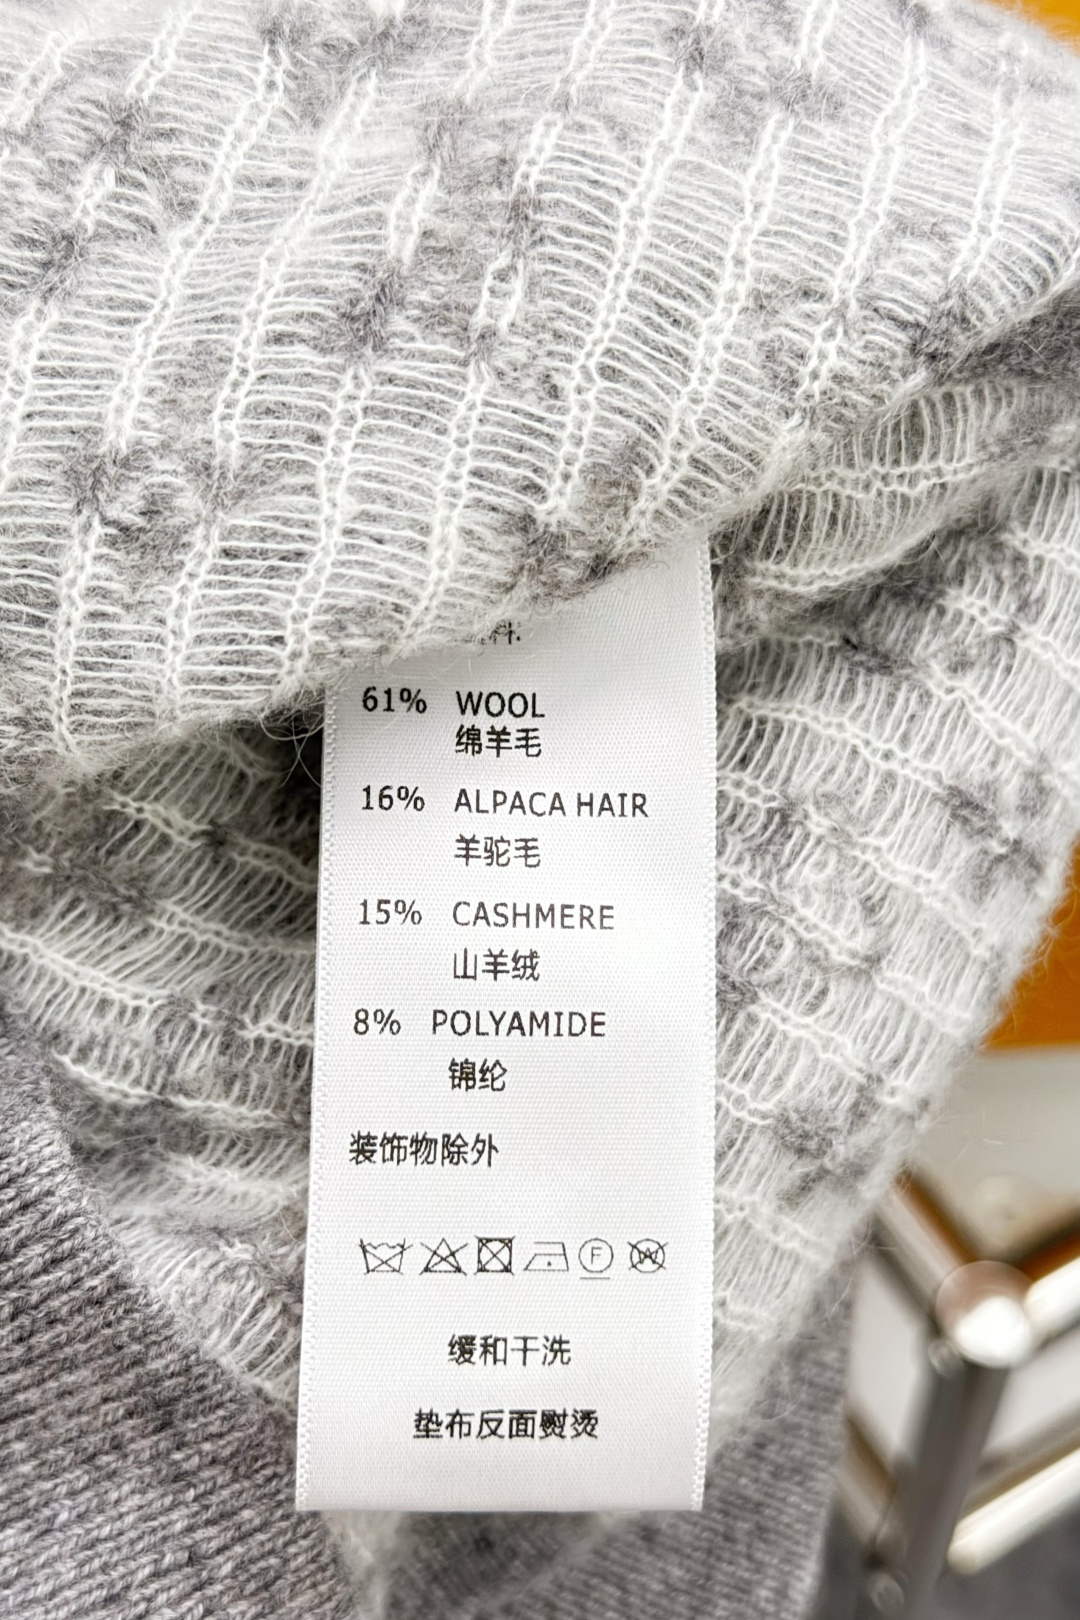 61% WOOL
绵羊毛
16% ALPACA HAIR
羊驼毛
15% CASHMERE
山羊绒
8% POLYAMIDE
锦纶
装饰物除外
F W
缓和干洗
垫布反面熨烫